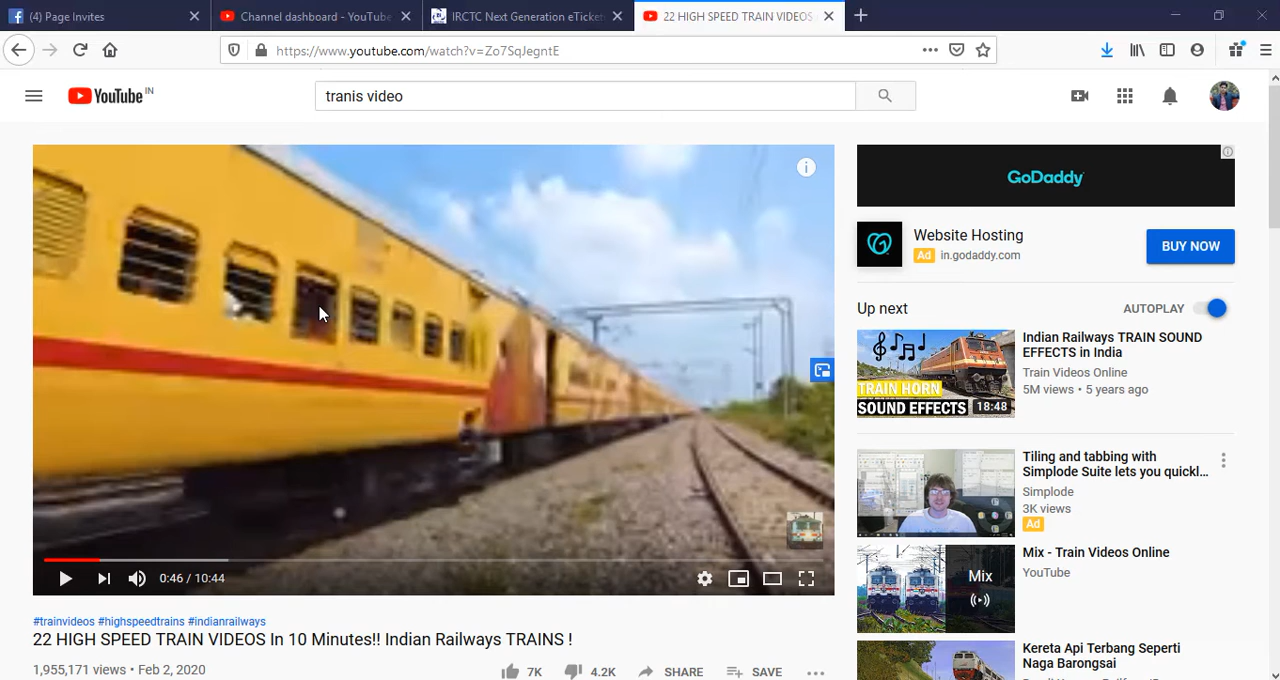 (4) Page Invites
Channel dashboard - YouTube
IRCTC Next Generation eTicket
22 HIGH SPEED TRAIN VIDEOS
https://www.youtube.com/watch?v=Zo7SqJegntE
YouTube IN
tranis video
GoDaddy
Website Hosting
Ad in.godaddy.com
BUY NOW
Up next
AUTOPLAY
TRAIN HORN
SOUND EFFECTS
18:48
Indian Railways TRAIN SOUND
EFFECTS in India
Train Videos Online
5M views • 5 years ago
Tiling and tabbing with
Simplode Suite lets you quickl...
Simplode
3K views
Ad
Mix
Mix - Train Videos Online
YouTube
Kereta Api Terbang Seperti
Naga Barongsai
0:46 / 10:44
#trainvideos #highspeedtrains #indianrailways
22 HIGH SPEED TRAIN VIDEOS In 10 Minutes!! Indian Railways TRAINS !
1,955,171 views • Feb 2, 2020
7K
4.2K
SHARE
SAVE